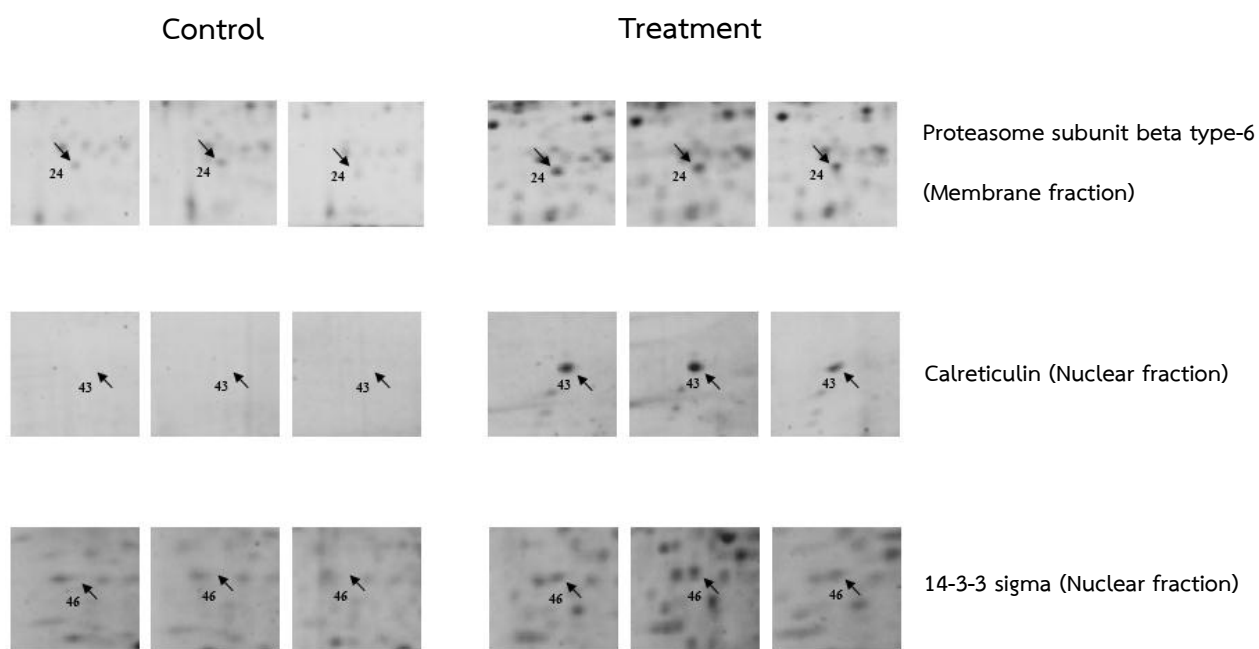 Control Treatment
24 24 24 24 24 24
Proteasome subunit beta type-6
(Membrane fraction)
43 43 43 43 43 43
Calreticulin (Nuclear fraction)
46 46 46 46 46 46
14-3-3 sigma (Nuclear fraction)